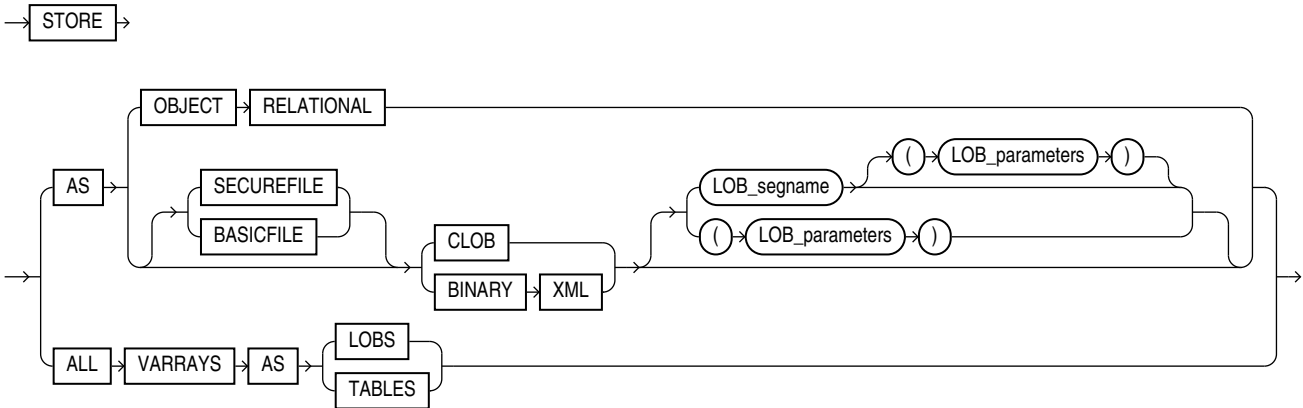 STORE
OBJECT RELATIONAL
( LOB_parameters )
AS SECUREFILE LOB_segname
BASICFILE ( LOB_parameters )
CLOB
BINARY XML
LOBS
ALL VARRAYS AS
TABLES